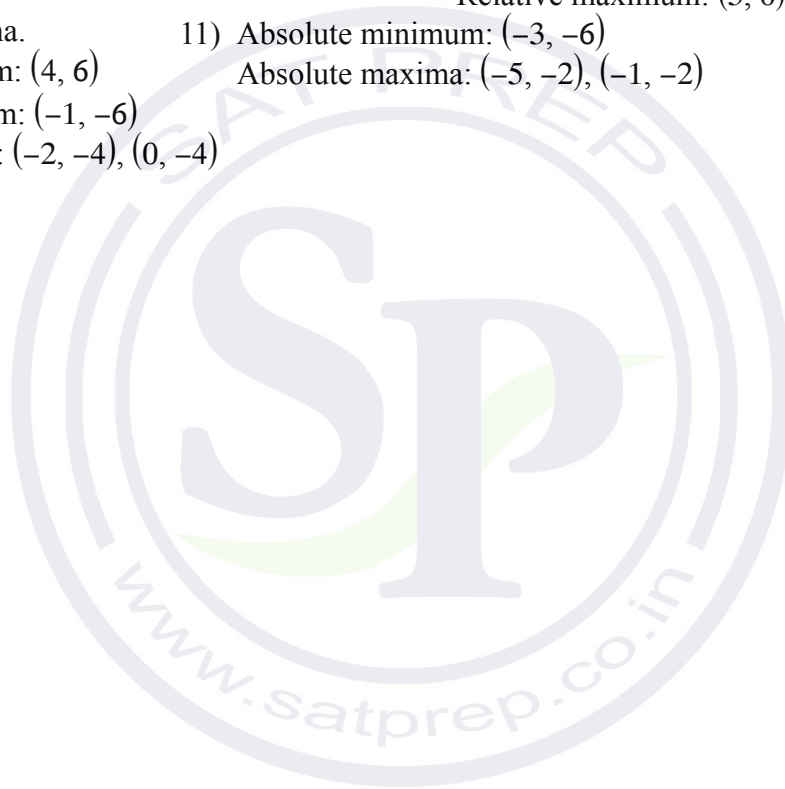 Relative maximum: (3, 6)
na.
11) Absolute minimum: (–3, –6)
m: (4, 6)
Absolute maxima: (–5, –2), (–1, –2)
m: (–1, –6)
: (–2, –4), (0, –4)
SAT PREP
SP
www.satprep.co.in